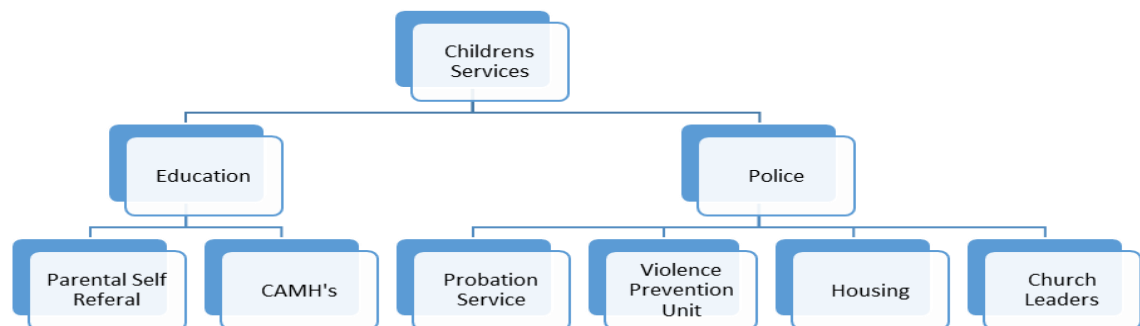 Childrens
Services
Education
Police
Parental Self
Referal
CAMH's
Probation
Service
Violence
Prevention
Unit
Housing
Church
Leaders